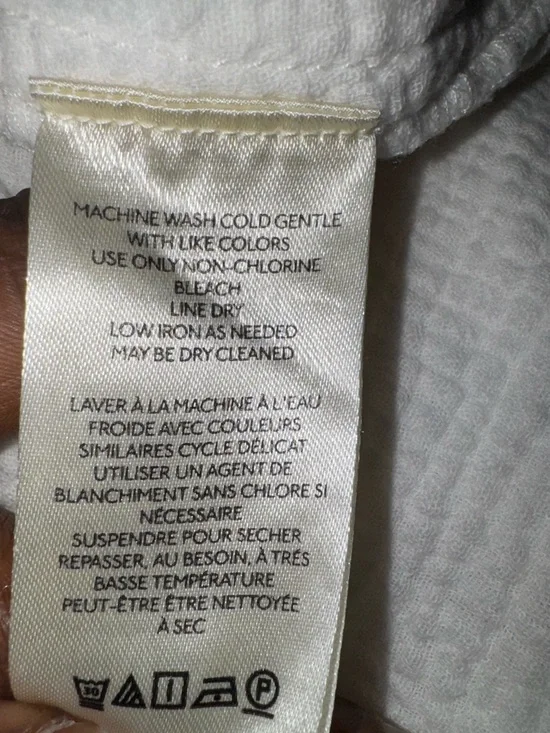 MACHINE WASH COLD GENTLE
WITH LIKE COLORS
USE ONLY NON-CHLORINE
BLEACH
LINE DRY
LOW IRON AS NEEDED
MAY BE DRY CLEANED
LAVER À LA MACHINE À L'EAU
FROIDE AVEC COULEURS
SIMILAIRES CYCLE DÉLICAT
UTILISER UN AGENT DE
BLANCHIMENT SANS CHLORE SI
NÉCESSAIRE
SUSPENDRE POUR SECHER
REPASSER, AU BESOIN, À TRÉS
BASSE TEMPÉRATURE
PEUT-ÊTRE ÊTRE NETTOYÉE
À SEC
30 P